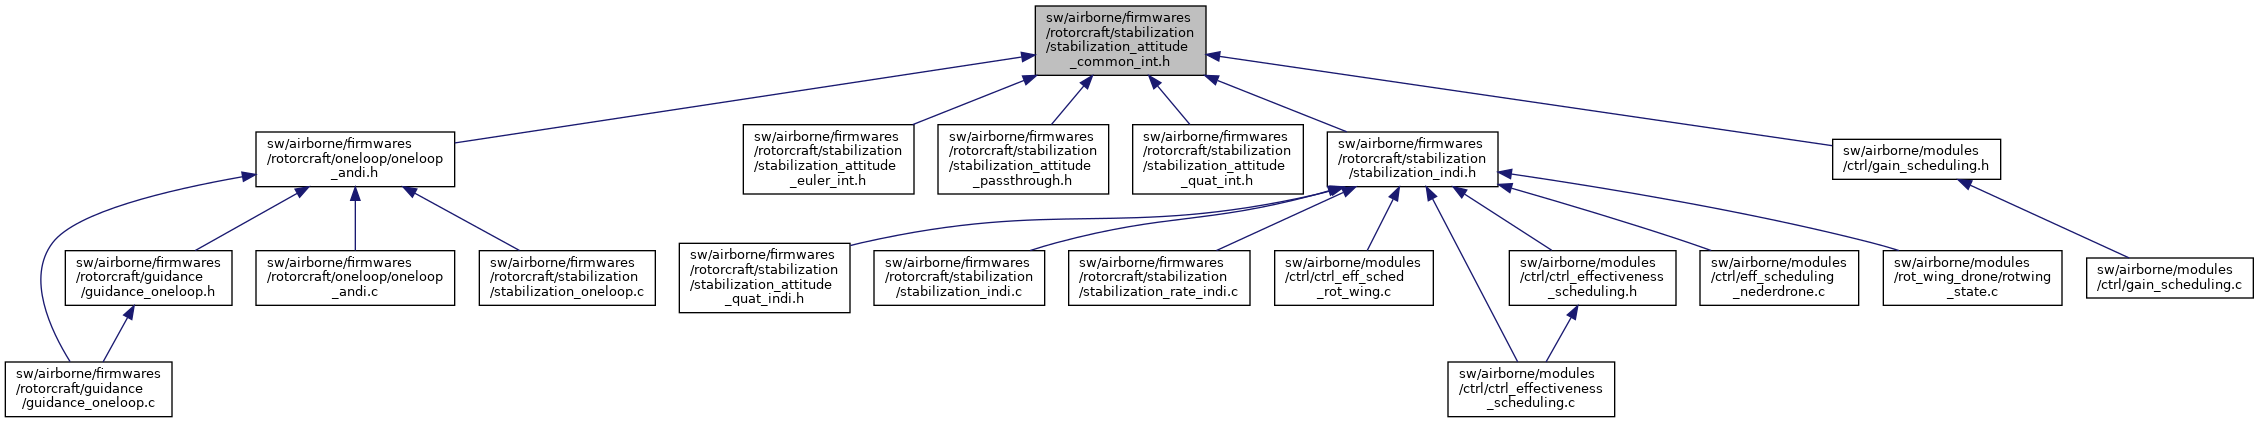 sw/airborne/firmwares
/rotorcraft/stabilization
/stabilization_attitude
_common_int.h
sw/airborne/firmwares
/rotorcraft/oneloop/oneloop
_andi.h
sw/airborne/firmwares
/rotorcraft/stabilization
/stabilization_attitude
_euler_int.h
sw/airborne/firmwares
/rotorcraft/stabilization
/stabilization_attitude
_passthrough.h
sw/airborne/firmwares
/rotorcraft/stabilization
/stabilization_attitude
_quat_int.h
sw/airborne/firmwares
/rotorcraft/stabilization
/stabilization_indi.h
sw/airborne/modules
/ctrl/gain_scheduling.h
sw/airborne/firmwares
/rotorcraft/guidance
/guidance_oneloop.h
sw/airborne/firmwares
/rotorcraft/oneloop/oneloop
_andi.c
sw/airborne/firmwares
/rotorcraft/stabilization
/stabilization_oneloop.c
sw/airborne/firmwares
/rotorcraft/stabilization
/stabilization_attitude
_quat_indi.h
sw/airborne/firmwares
/rotorcraft/stabilization
/stabilization_indi.c
sw/airborne/firmwares
/rotorcraft/stabilization
/stabilization_rate_indi.c
sw/airborne/modules
/ctrl/ctrl_eff_sched
_rot_wing.c
sw/airborne/modules
/ctrl/ctrl_effectiveness
_scheduling.h
sw/airborne/modules
/ctrl/eff_scheduling
_nederdrone.c
sw/airborne/modules
/rot_wing_drone/rotwing
_state.c
sw/airborne/modules
/ctrl/gain_scheduling.c
sw/airborne/firmwares
/rotorcraft/guidance
/guidance_oneloop.c
sw/airborne/modules
/ctrl/ctrl_effectiveness
_scheduling.c